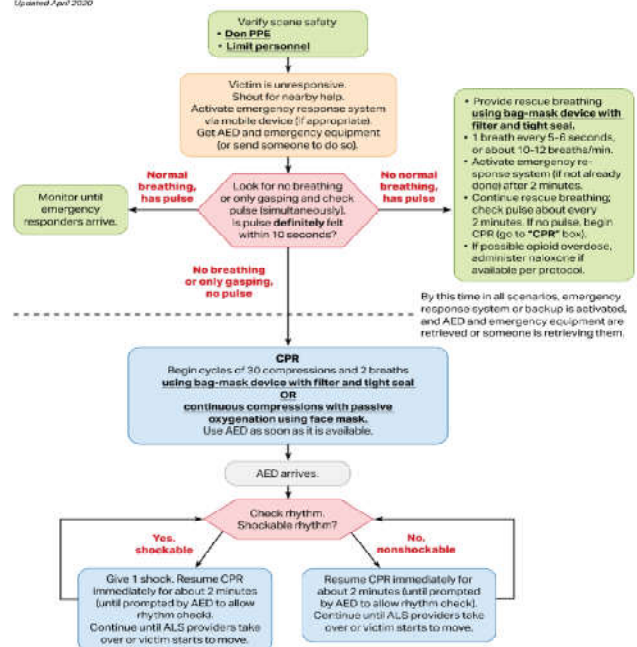 Updated April 2020
Verify scene safety
• Don PPE
• Limit personnel
Victim is unresponsive.
Shout for nearby help.
Activate emergency response system
via mobile device (if appropriate).
Get AED and emergency equipment
(or send someone to do so).
Normal
breathing,
has pulse
Monitor until
emergency
responders arrive.
Look for no breathing
or only gasping and check
pulse (simultaneously).
Is pulse definitely felt
within 10 seconds?
No normal
breathing,
has pulse
• Provide rescue breathing
using bag-mask device with
filter and tight seal.
• 1 breath every 5-6 seconds,
or about 10-12 breaths/min.
• Activate emergency re-
sponse system (if not already
done) after 2 minutes.
• Continue rescue breathing;
check pulse about every
2 minutes. If no pulse, begin
CPR (go to "CPR" box).
• If possible opioid overdose,
administer naloxone if
available per protocol.
No breathing
or only gasping,
no pulse
By this time in all scenarios, emergency
response system or backup is activated,
and AED and emergency equipment are
retrieved or someone is retrieving them.
CPR
Begin cycles of 30 compressions and 2 breaths
using bag-mask device with filter and tight seal
OR
continuous compressions with passive
oxygenation using face mask.
Use AED as soon as it is available.
AED arrives.
Check rhythm.
Shockable rhythm?
Yes,
shockable
No,
nonshockable
Give 1 shock. Resume CPR
immediately for about 2 minutes
(until prompted by AED to allow
rhythm check).
Continue until ALS providers take
over or victim starts to move.
Resume CPR immediately for
about 2 minutes (until prompted
by AED to allow rhythm check).
Continue until ALS providers take
over or victim starts to move.